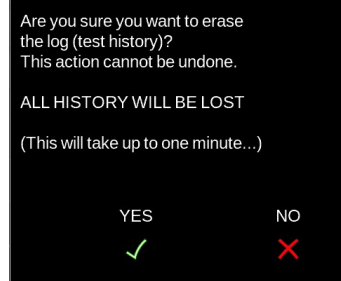 Are you sure you want to erase
the log (test history)?
This action cannot be undone.
ALL HISTORY WILL BE LOST
(This will take up to one minute...)
YES NO